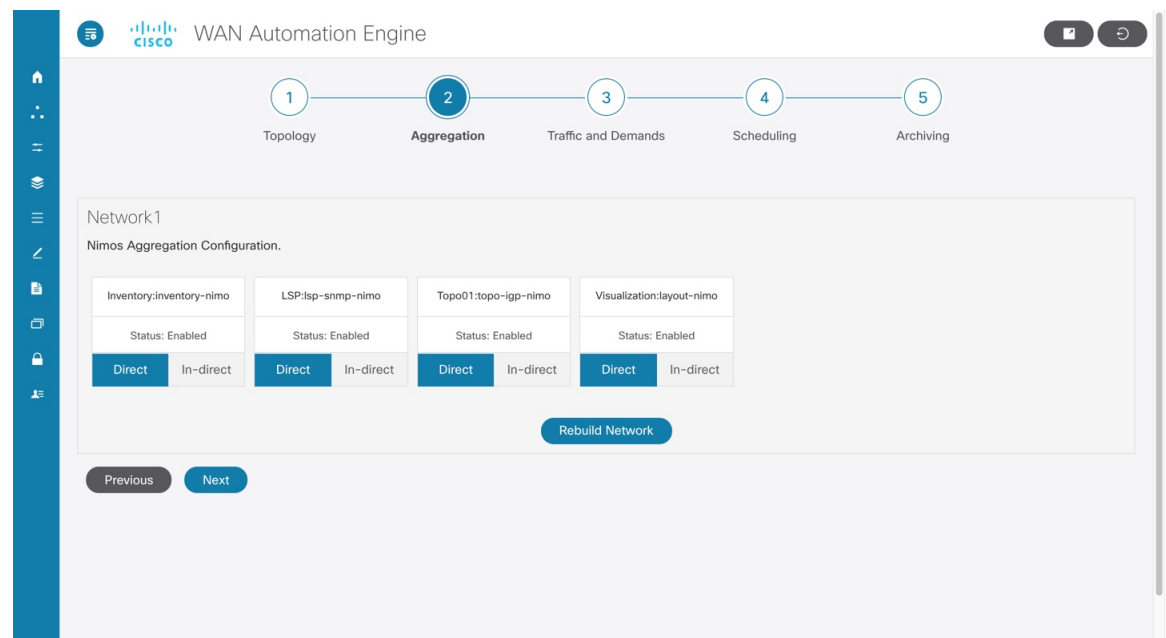 CISCO WAN Automation Engine
1 2 3 4 5
Topology Aggregation Traffic and Demands Scheduling Archiving
Network1
Nimos Aggregation Configuration.
Inventory:inventory-nimo LSP:lsp-snmp-nimo Topo01:topo-igp-nimo Visualization:layout-nimo
Status: Enabled Status: Enabled Status: Enabled Status: Enabled
Direct In-direct Direct In-direct Direct In-direct Direct In-direct
Rebuild Network
Previous Next